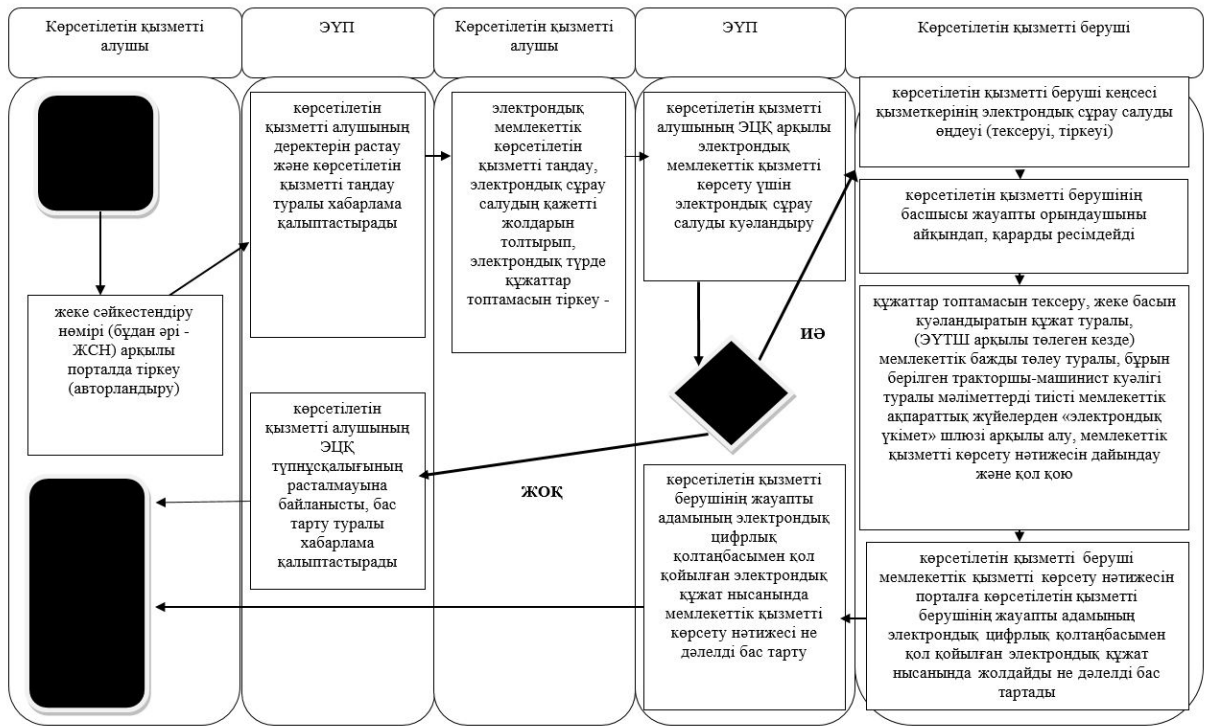 Көрсетілетін қызметті
алушы
ЭҮП
Көрсетілетін қызметті
алушы
ЭҮП
Көрсетілетін қызметті беруші
жеке сәйкестендіру
нөмірі (бұдан әрі -
ЖСН) арқылы
порталда тіркеу
(авторландыру)
көрсетілетін
қызметті алушының
деректерін растау
және көрсетілетін
қызметті таңдау
туралы хабарлама
қалыптастырады
электрондық
мемлекеттік
көрсетілетін
қызметті таңдау,
электрондық сұрау
салудың қажетті
жолдарын
толтырып,
электрондық түрде
құжаттар
топтамасын тіркеу -
көрсетілетін қызметті
алушының ЭЦҚ арқылы
электрондық
мемлекеттік қызметті
көрсету үшін
электрондық сұрау
салуды куәландыру
ИӘ
ЖОҚ
көрсетілетін
қызметті алушының
ЭЦҚ
түпнұсқалығының
расталмауына
байланысты, бас
тарту туралы
хабарлама
қалыптастырады
көрсетілетін қызметті беруші кеңсесі
қызметкерінің электрондық сұрау салуды
өңдеуі (тексеруі, тіркеуі)
көрсетілетін қызметті берушінің
басшысы жауапты орындаушыны
айқындап, қарарды ресімдейді
құжаттар топтамасын тексеру, жеке басын
куәландыратын құжат туралы,
(ЭҮТШ арқылы төлеген кезде)
мемлекеттік бажды төлеу туралы, бұрын
берілген тракторшы-машинист куәлігі
туралы мәліметтерді тиісті мемлекеттік
ақпараттық жүйелерден «электрондық
үкімет» шлюзі арқылы алу, мемлекеттік
қызметті көрсету нәтижесін дайындау
және қол қою
көрсетілетін қызметті беруші
мемлекеттік қызметті көрсету нәтижесін
порталға көрсетілетін қызметті
берушінің жауапты адамының
электрондық цифрлық қолтаңбасымен
қол қойылған электрондық құжат
нысанында жолдайды не дәлелді бас
тартады
көрсетілетін қызметті
берушінің жауапты
адамының электрондық
цифрлық
қолтаңбасымен қол
қойылған электрондық
құжат нысанында
мемлекеттік қызметті
көрсету нәтижесі не
дәлелді бас тарту